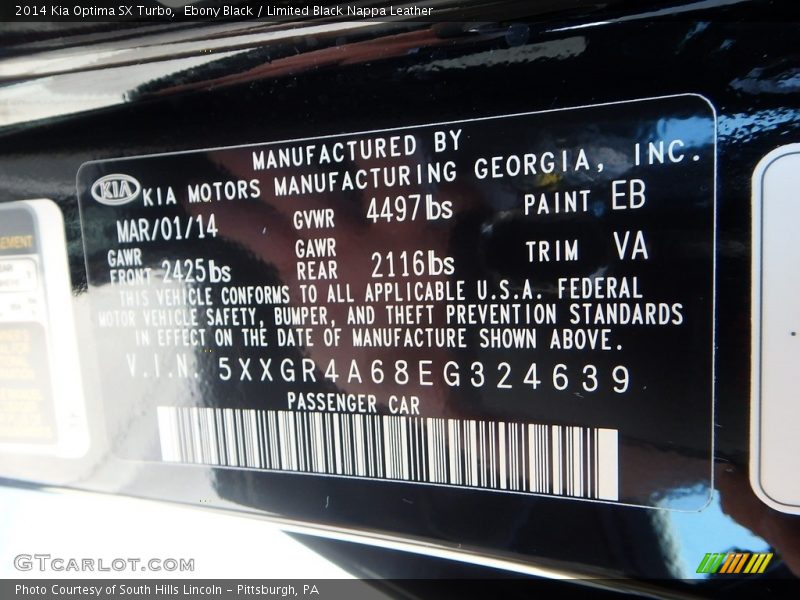 2014 Kia Optima SX Turbo, Ebony Black / Limited Black Nappa Leather
MANUFACTURED BY
KIA KIA MOTORS MANUFACTURING GEORGIA, INC.
MAR/01/14 GVWR 4497lbs PAINT EB
GAWR FRONT 2425lbs GAWR REAR 2116lbs TRIM VA
THIS VEHICLE CONFORMS TO ALL APPLICABLE U.S.A. FEDERAL
MOTOR VEHICLE SAFETY, BUMPER, AND THEFT PREVENTION STANDARDS
IN EFFECT ON THE DATE OF MANUFACTURE SHOWN ABOVE.
V.I.N. 5XXGR4A68EG324639
PASSENGER CAR
GTCARLOT.COM
Photo Courtesy of South Hills Lincoln - Pittsburgh, PA